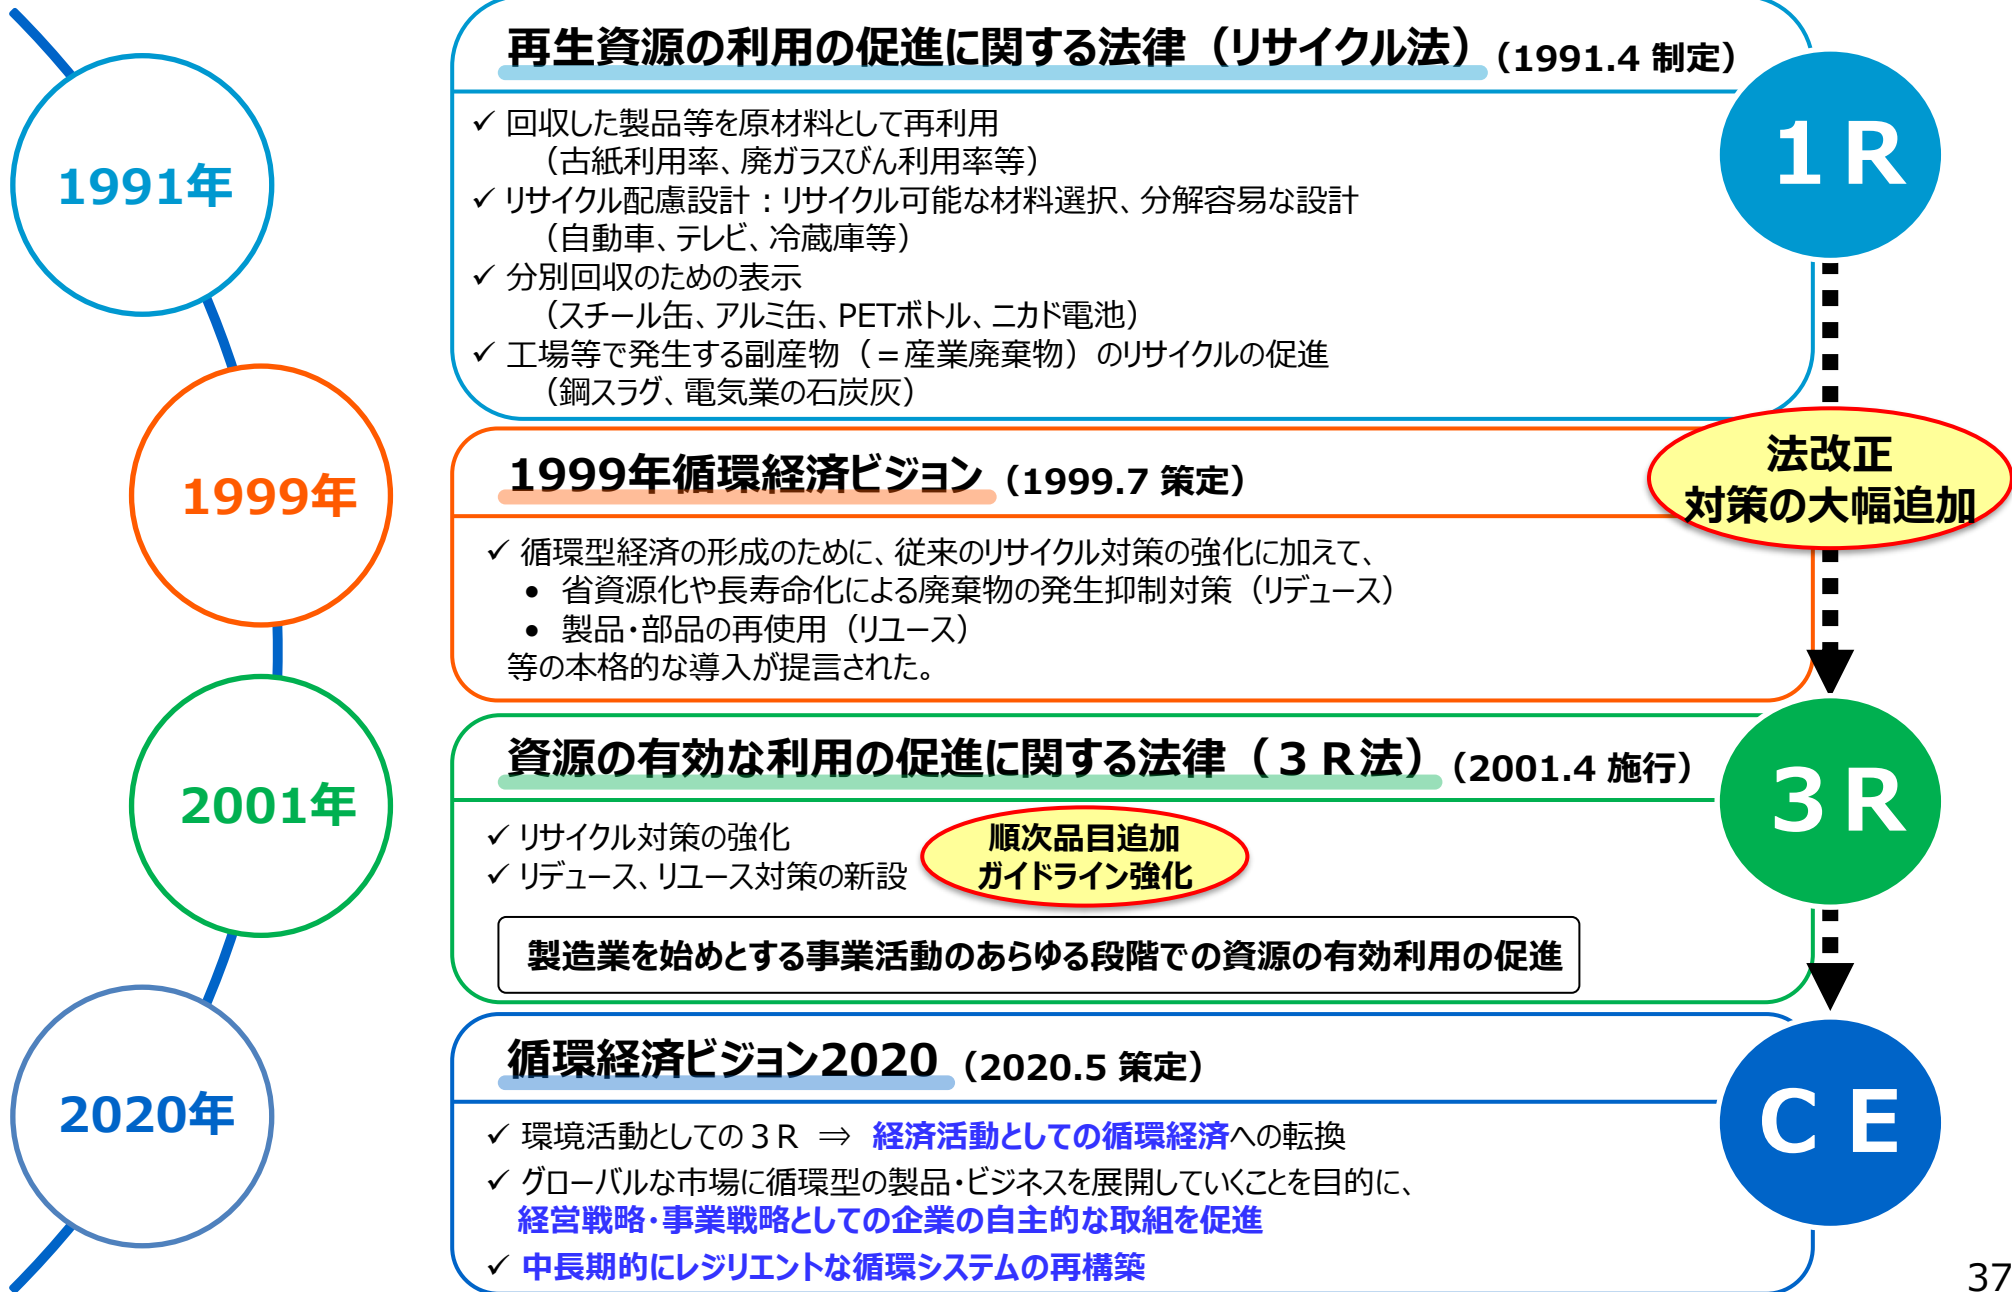 再生資源の利用の促進に関する法律（リサイクル法）（1991.4 制定）
1991年
✓ 回収した製品等を原材料として再利用
（古紙利用率、廃ガラスびん利用率等）
✓ リサイクル配慮設計：リサイクル可能な材料選択、分解容易な設計
（自動車、テレビ、冷蔵庫等）
✓ 分別回収のための表示
（スチール缶、アルミ缶、PETボトル、ニカド電池）
✓ 工場等で発生する副産物（＝産業廃棄物）のリサイクルの促進
（鋼スラグ、電気業の石炭灰）
１Ｒ
法改正
対策の大幅追加
1999年
1999年循環経済ビジョン（1999.7 策定）
✓ 循環型経済の形成のために、従来のリサイクル対策の強化に加えて、
• 省資源化や長寿命化による廃棄物の発生抑制対策（リデュース）
• 製品・部品の再使用（リユース）
等の本格的な導入が提言された。
2001年
資源の有効な利用の促進に関する法律（３Ｒ法）（2001.4 施行）
✓ リサイクル対策の強化
✓ リデュース、リユース対策の新設
順次品目追加
ガイドライン強化
製造業を始めとする事業活動のあらゆる段階での資源の有効利用の促進
３Ｒ
2020年
循環経済ビジョン2020（2020.5 策定）
✓ 環境活動としての３Ｒ ⇒ 経済活動としての循環経済への転換
✓ グローバルな市場に循環型の製品・ビジネスを展開していくことを目的に、
経営戦略・事業戦略としての企業の自主的な取組を促進
✓ 中長期的にレジリエントな循環システムの再構築
ＣＥ
37